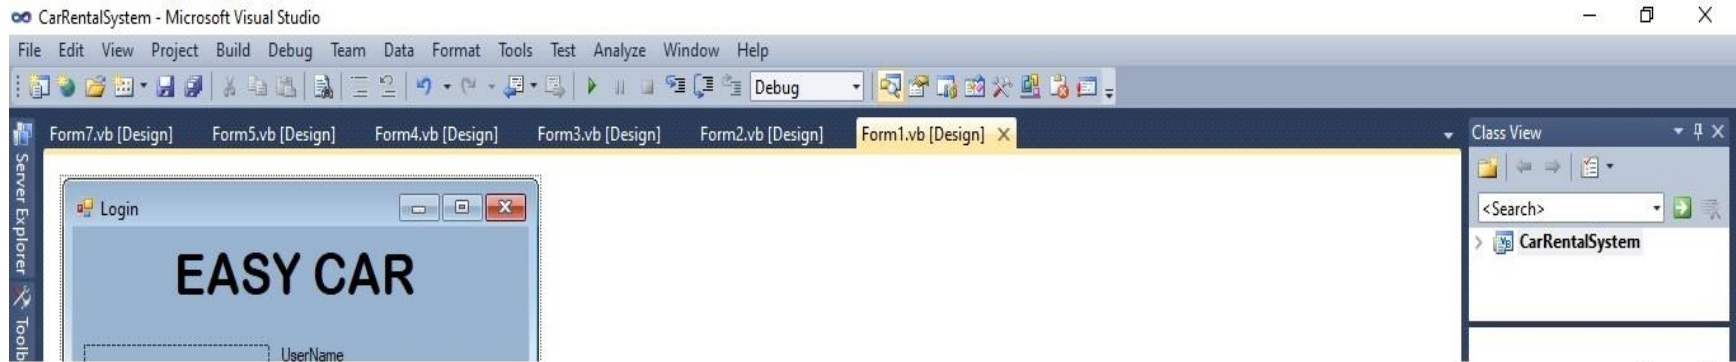 CarRentalSystem - Microsoft Visual Studio
File Edit View Project Build Debug Team Data Format Tools Test Analyze Window Help
Debug
Form7.vb [Design] Form5.vb [Design] Form4.vb [Design] Form3.vb [Design] Form2.vb [Design] Form1.vb [Design]
Class View
Server Explorer
Toolb
Login
<Search>
CarRentalSystem
EASY CAR
UserName